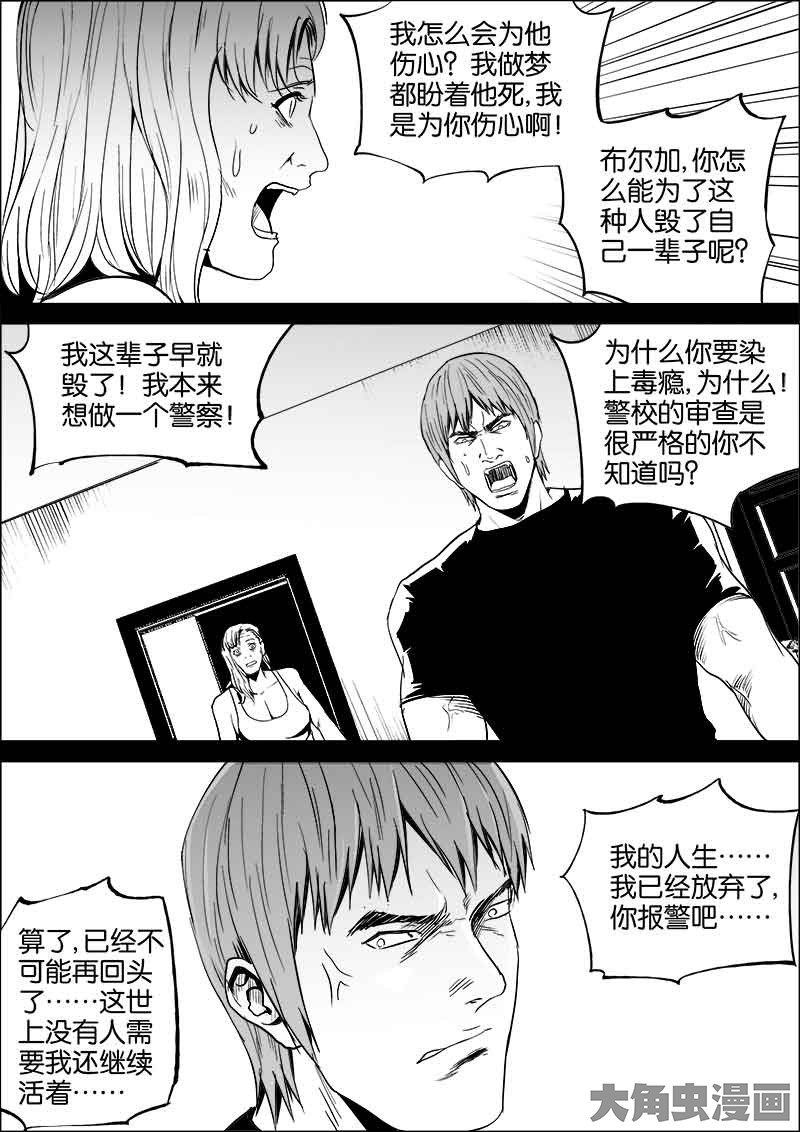 我怎么会为他
伤心？我做梦
都盼着他死,我
是为你伤心啊！
布尔加,你怎
么能为了这
种人毁了自
己一辈子呢？
我这辈子早就
毁了！我本来
想做一个警察！
为什么你要染
上毒瘾,为什么！
警校的审查是
很严格的你不
知道吗？
我的人生……
我已经放弃了,
你报警吧……
算了,已经不
可能再回头
了……这世
上没有人需
要我还继续
活着……
大角虫漫画